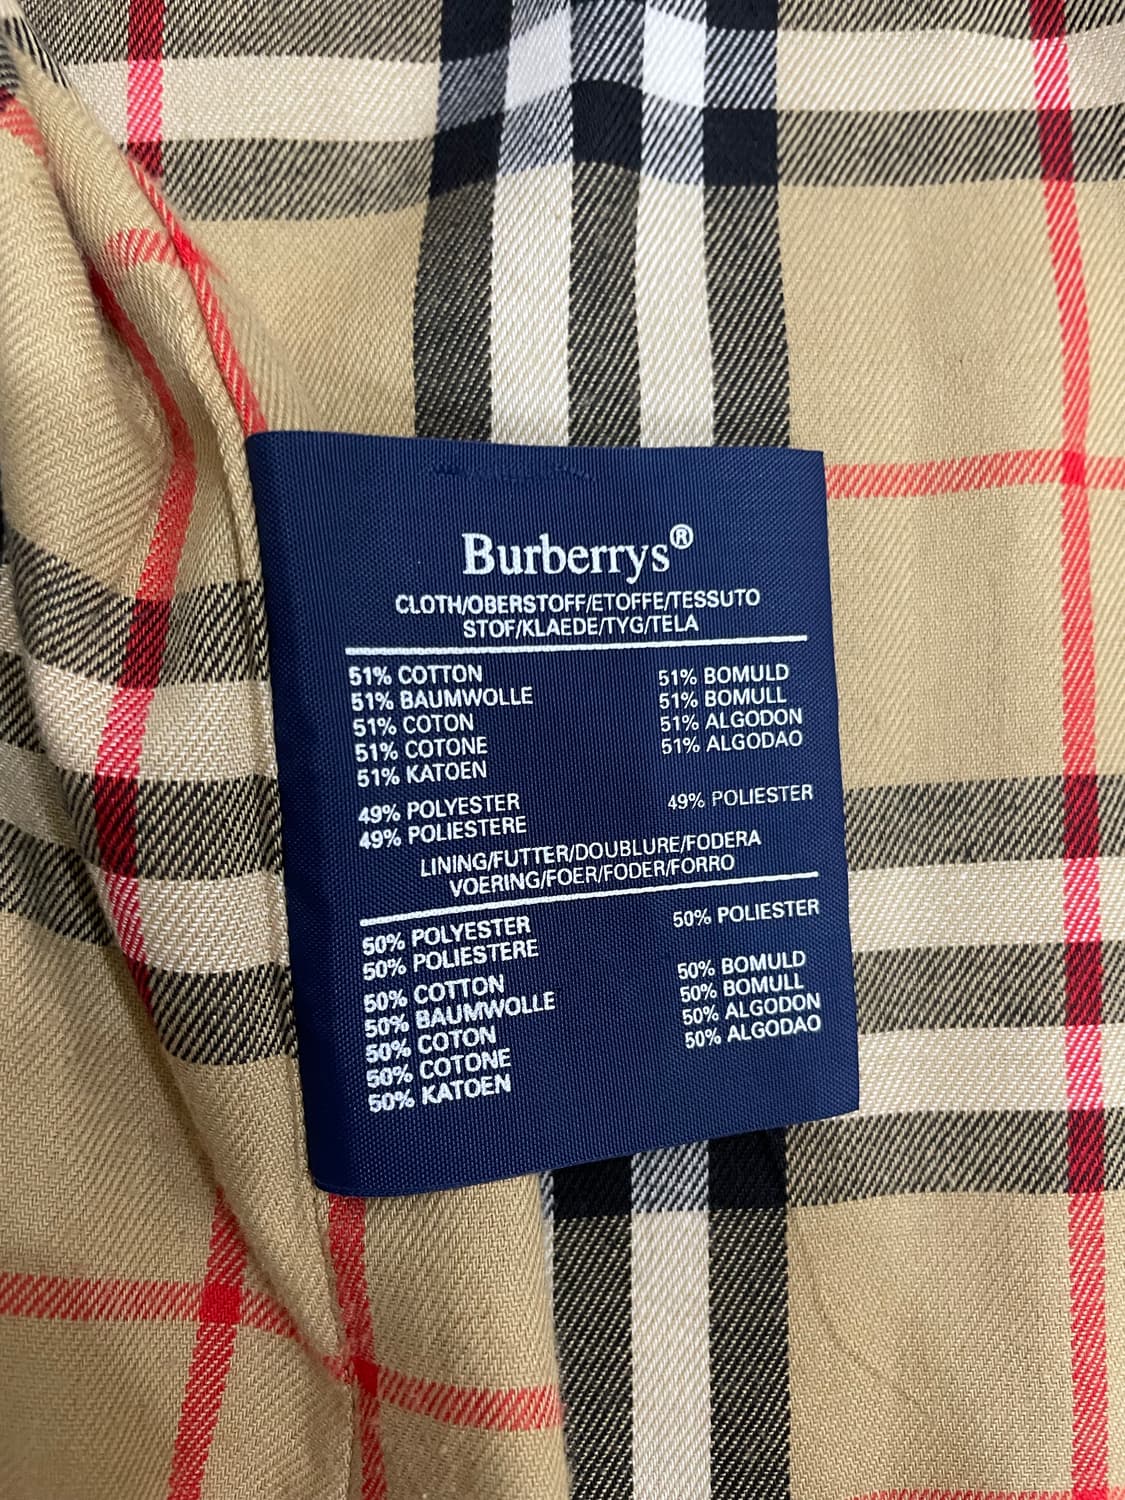 Burberrys®
CLOTH/OBERSTOFF/ETOFFE/TESSUTO
STOF/KLAEDE/TYG/TELA
51% COTTON
51% BAUMWOLLE
51% COTON
51% COTONE
51% KATOEN
51% BOMULD
51% BOMULL
51% ALGODON
51% ALGODAO
49% POLYESTER
49% POLIESTERE
49% POLIESTER
LINING/FUTTER/DOUBLURE/FODERA
VOERING/FOER/FODER/FORRO
50% POLYESTER
50% POLIESTERE
50% POLIESTER
50% COTTON
50% BAUMWOLLE
50% COTON
50% COTONE
50% KATOEN
50% BOMULD
50% BOMULL
50% ALGODON
50% ALGODAO